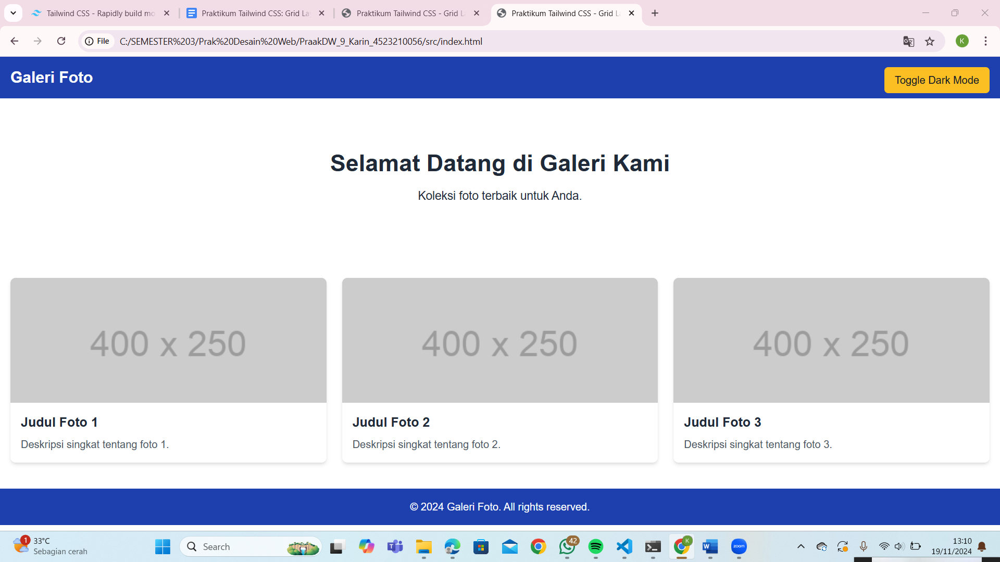 Tailwind CSS - Rapidly build mo
Praktikum Tailwind CSS: Grid La
Praktikum Tailwind CSS - Grid L
Praktikum Tailwind CSS - Grid L
File
C:/SEMESTER%203/Prak%20Desain%20Web/PraakDW_9_Karin_4523210056/src/index.html
K
Galeri Foto
Toggle Dark Mode
Selamat Datang di Galeri Kami
Koleksi foto terbaik untuk Anda.
400 x 250
400 x 250
400 x 250
Judul Foto 1
Judul Foto 2
Judul Foto 3
Deskripsi singkat tentang foto 1.
Deskripsi singkat tentang foto 2.
Deskripsi singkat tentang foto 3.
© 2024 Galeri Foto. All rights reserved.
1
33°C
Sebagian cerah
Search
42
K
zoom
13:10
19/11/2024